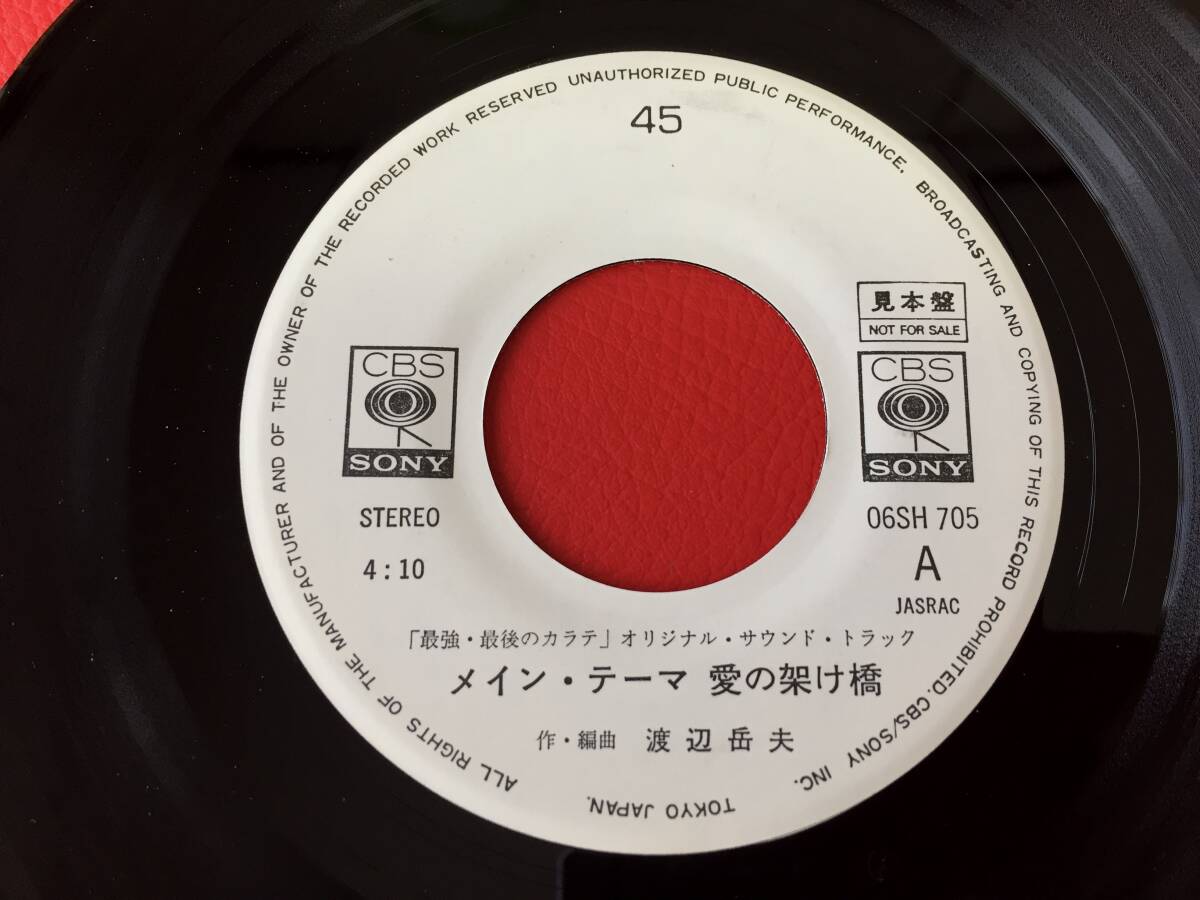 45
見本盤
NOT FOR SALE
CBS
SONY
CBS
SONY
STEREO
06SH 705
4:10
A
JASRAC
「最強・最後のカラテ」オリジナル・サウンド・トラック
メイン・テーマ 愛の架け橋
作・編曲 渡辺岳夫
ALL RIGHTS OF THE MANUFACTURER AND OF THE OWNER OF THE RECORDED WORK RESERVED UNAUTHORIZED PUBLIC PERFORMANCE, BROADCASTING AND COPYING OF THIS RECORD PROHIBITED. CBS/SONY INC. TOKYO JAPAN.